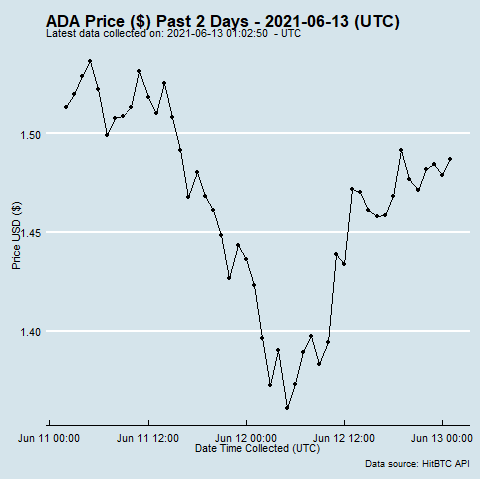 ADA Price ($) Past 2 Days - 2021-06-13 (UTC)
Latest data collected on: 2021-06-13 01:02:50 - UTC
1.50
1.45
1.40
Price USD ($)
Jun 11 00:00 Jun 11 12:00 Jun 12 00:00 Jun 12 12:00 Jun 13 00:00
Date Time Collected (UTC)
Data source: HitBTC API